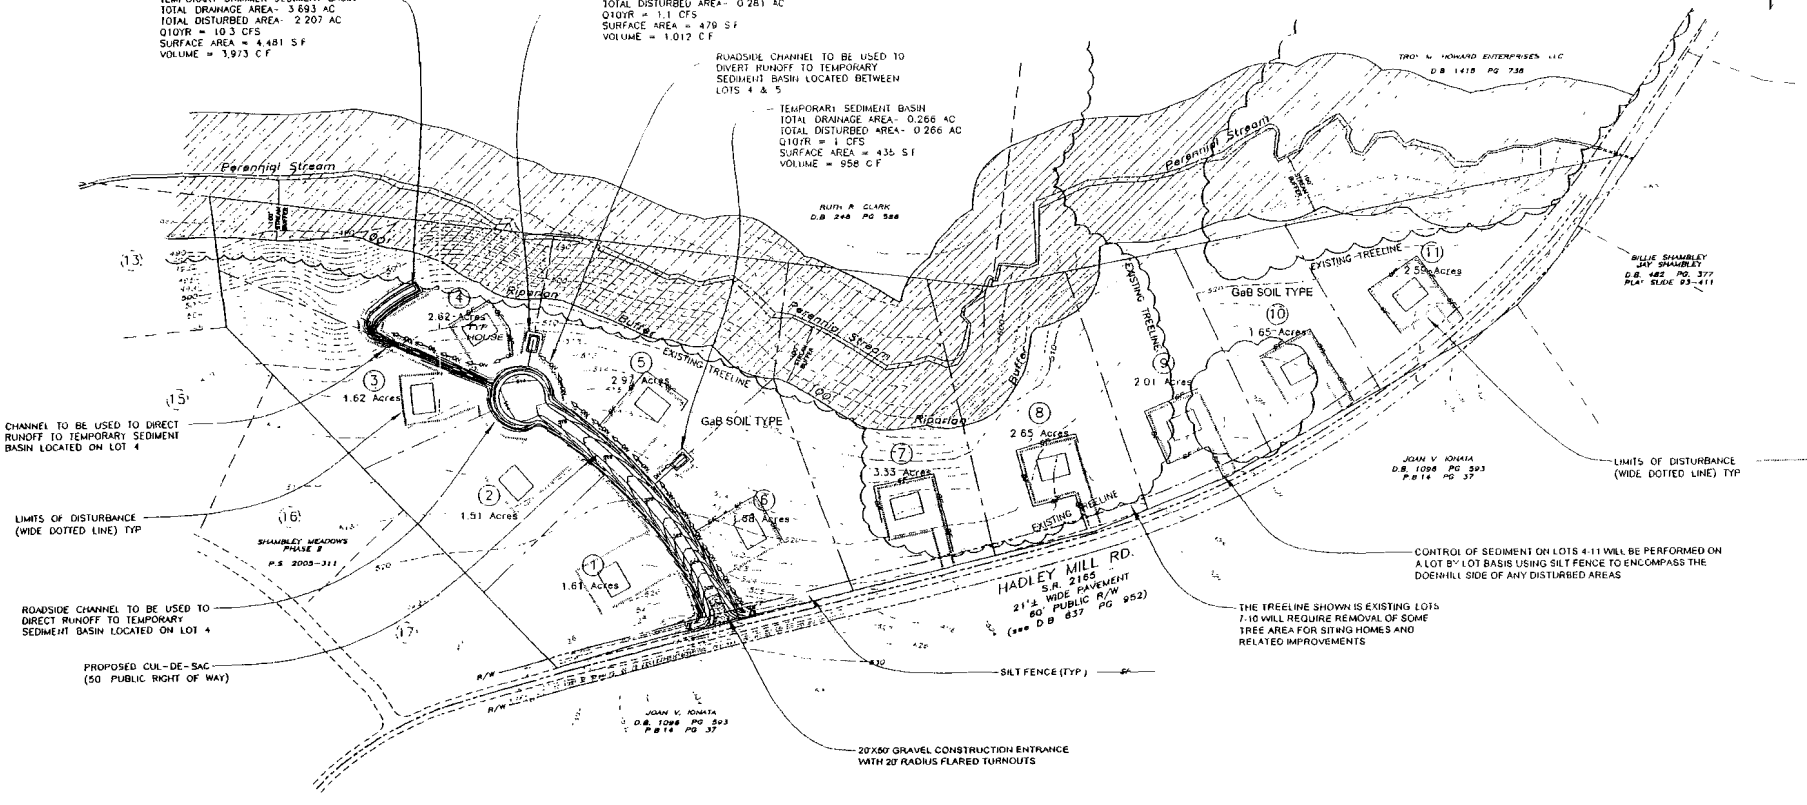 TOTAL DRAINAGE AREA- 3 693 AC
TOTAL DISTURBED AREA- 2 207 AC
Q10YR = 10 3 CFS
SURFACE AREA = 4,481 S F
VOLUME = 3,973 C F
TOTAL DISTURBED AREA- 0 281 AC
Q10YR = 1.1 CFS
SURFACE AREA = 479 S F
VOLUME = 1,012 C F
ROADSIDE CHANNEL TO BE USED TO
DIVERT RUNOFF TO TEMPORARY
SEDIMENT BASIN LOCATED BETWEEN
LOTS 4 & 5
TEMPORARY SEDIMENT BASIN
TOTAL DRAINAGE AREA- 0.266 AC
TOTAL DISTURBED AREA- 0 266 AC
Q10YR = 1 CFS
SURFACE AREA = 435 S F
VOLUME = 958 C F
HOWARD ENTERPRISES LLC
D B 1418 PG 738
Perennial Stream
Perennial Stream
100' STREAM BUFFER
100' STREAM BUFFER
RUTH R CLARK
D.B 248 PG 588
BILLIE SHAMBLEY
JAY SHAMBLEY
D.B. 482 PG. 377
PLAT SLIDE 93-411
13
100'
Riparian
Buffer
EXISTING TREELINE
Perennial Stream
100'
Riparian
Buffer
EXISTING TREELINE
EXISTING TREELINE
GaB SOIL TYPE
11
2 59 Acres
10
1 65 Acres
9
2 01 Acres
4
2.62 Acres
TYP
HOUSE
5
2.97 Acres
3
1.62 Acres
GaB SOIL TYPE
8
2 65 Acres
7
3.33 Acres
15
CHANNEL TO BE USED TO DIRECT
RUNOFF TO TEMPORARY SEDIMENT
BASIN LOCATED ON LOT 4
JOAN V IONATA
D.B. 1096 PG 593
P B 14 PG 37
LIMITS OF DISTURBANCE
(WIDE DOTTED LINE) TYP
2
1.51 Acres
6
Acres
EXISTING TREELINE
LIMITS OF DISTURBANCE
(WIDE DOTTED LINE) TYP
16
SHAMBLEY MEADOWS
PHASE II
P.S 2005-311
1
1.61 Acres
HADLEY MILL RD.
S.R. 2165
21'± WIDE PAVEMENT
60' PUBLIC R/W
(see D B 837 PG 952)
CONTROL OF SEDIMENT ON LOTS 4-11 WILL BE PERFORMED ON
A LOT BY LOT BASIS USING SILT FENCE TO ENCOMPASS THE
DOENHILL SIDE OF ANY DISTURBED AREAS
ROADSIDE CHANNEL TO BE USED TO
DIRECT RUNOFF TO TEMPORARY
SEDIMENT BASIN LOCATED ON LOT 4
17
THE TREELINE SHOWN IS EXISTING LOTS
7-10 WILL REQUIRE REMOVAL OF SOME
TREE AREA FOR SITING HOMES AND
RELATED IMPROVEMENTS
PROPOSED CUL-DE-SAC
(50 PUBLIC RIGHT OF WAY)
R/W
R/W
SILT FENCE (TYP ) SF
JOAN V. IONATA
D.B. 1096 PG 593
P B 14 PG 37
20'X50' GRAVEL CONSTRUCTION ENTRANCE
WITH 20' RADIUS FLARED TURNOUTS